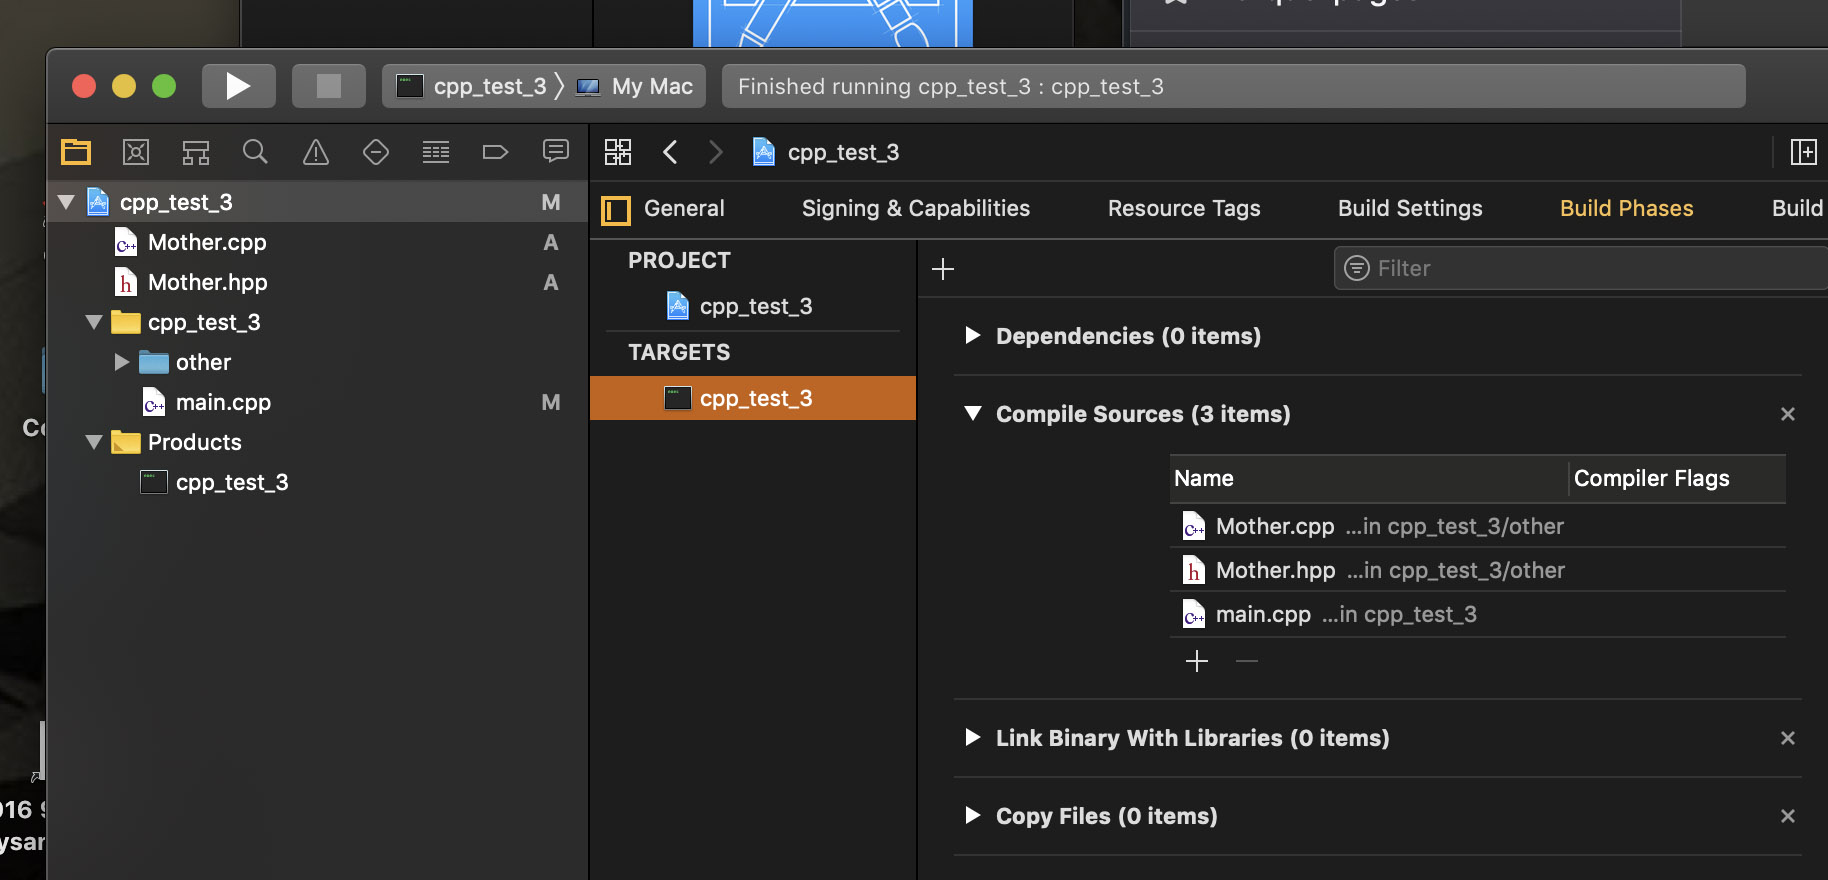 cpp_test_3 〉 My Mac
Finished running cpp_test_3 : cpp_test_3
cpp_test_3
General
Signing & Capabilities
Resource Tags
Build Settings
Build Phases
Build
cpp_test_3 M
Mother.cpp A
Mother.hpp A
cpp_test_3
other
main.cpp M
Products
cpp_test_3
PROJECT
cpp_test_3
TARGETS
cpp_test_3
Filter
Dependencies (0 items)
Compile Sources (3 items)
Name Compiler Flags
Mother.cpp ...in cpp_test_3/other
Mother.hpp ...in cpp_test_3/other
main.cpp ...in cpp_test_3
Link Binary With Libraries (0 items)
Copy Files (0 items)